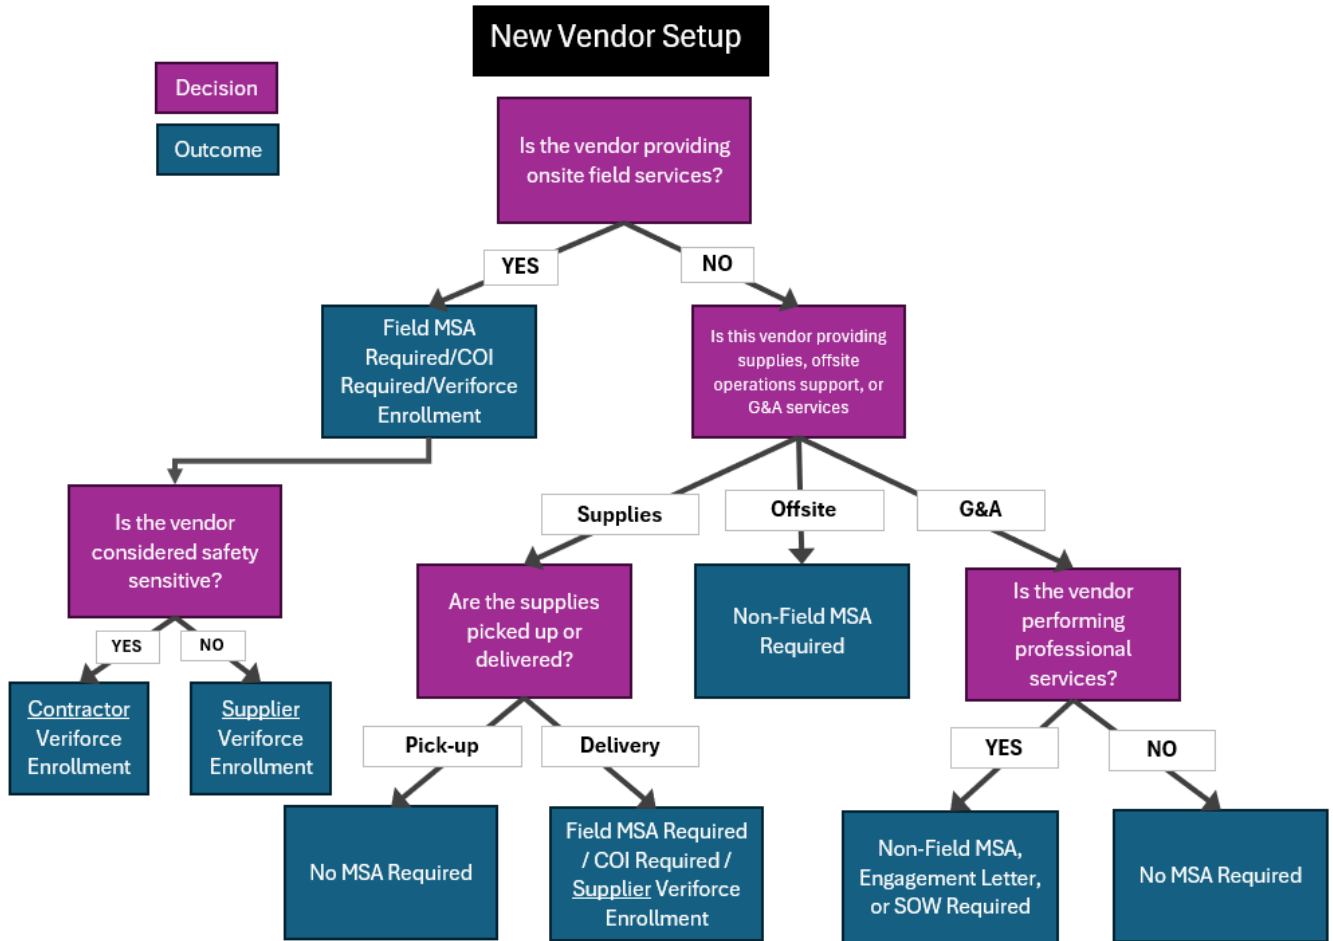 New Vendor Setup
Decision
Outcome
Is the vendor providing
onsite field services?
YES
NO
Field MSA
Required/COI
Required/Veriforce
Enrollment
Is this vendor providing
supplies, offsite
operations support, or
G&A services
Is the vendor
considered safety
sensitive?
Supplies
Offsite
G&A
YES
NO
Are the supplies
picked up or
delivered?
Non-Field MSA
Required
Is the vendor
performing
professional
services?
Contractor
Veriforce
Enrollment
Supplier
Veriforce
Enrollment
Pick-up
Delivery
YES
NO
No MSA Required
Field MSA Required
/ COI Required /
Supplier Veriforce
Enrollment
Non-Field MSA,
Engagement Letter,
or SOW Required
No MSA Required